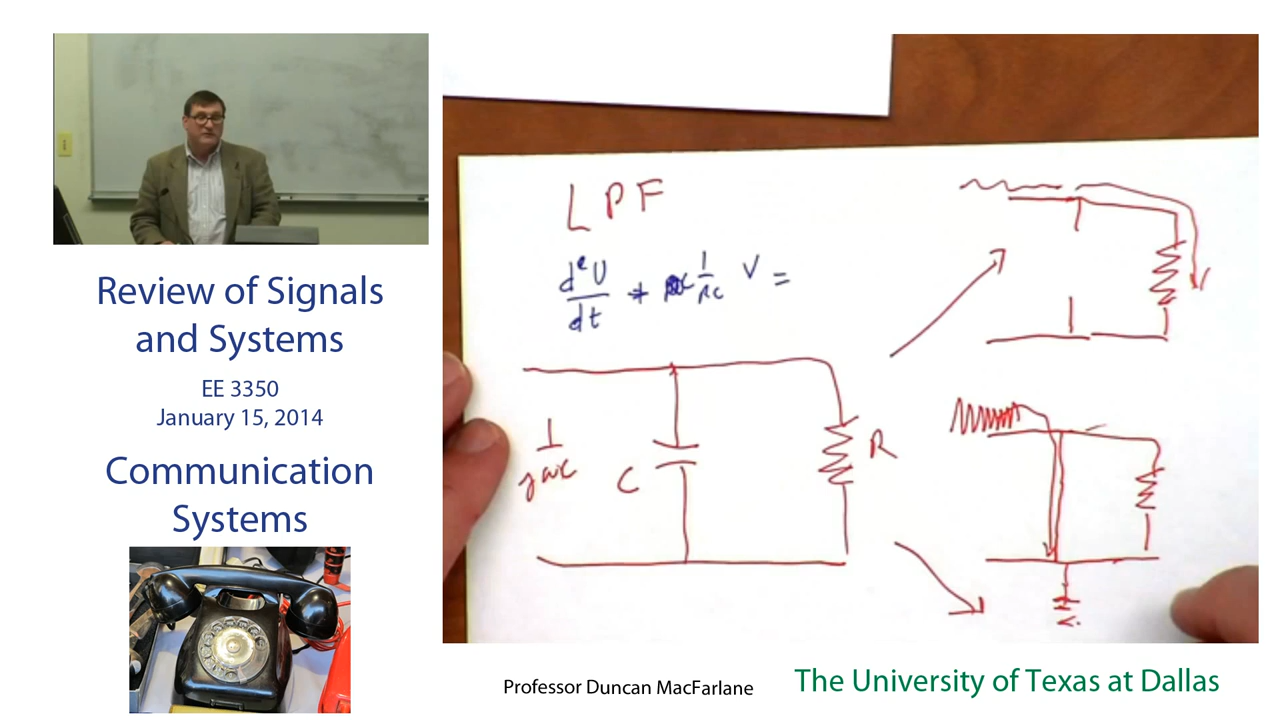 Review of Signals
and Systems
EE 3350
January 15, 2014
Communication
Systems
LPF
dV
dt
+ 1/RC V =
1
jωC
C
R
Professor Duncan MacFarlane
The University of Texas at Dallas